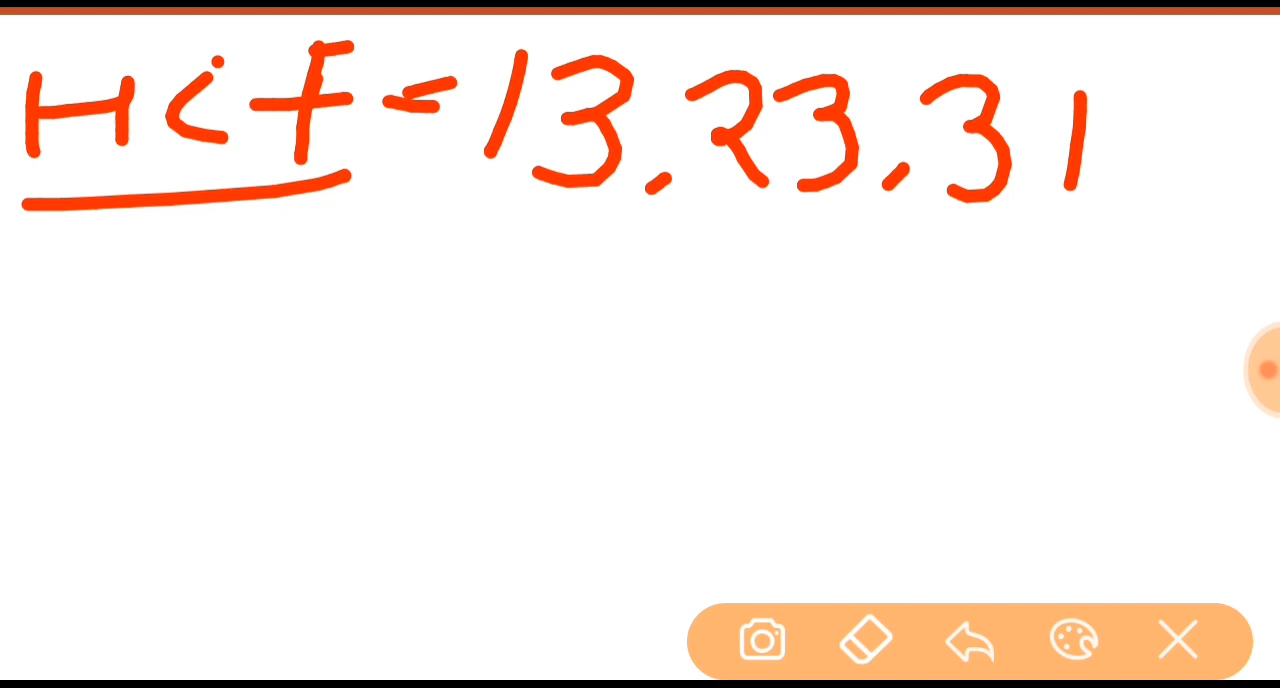 HCF = 13, 23, 31